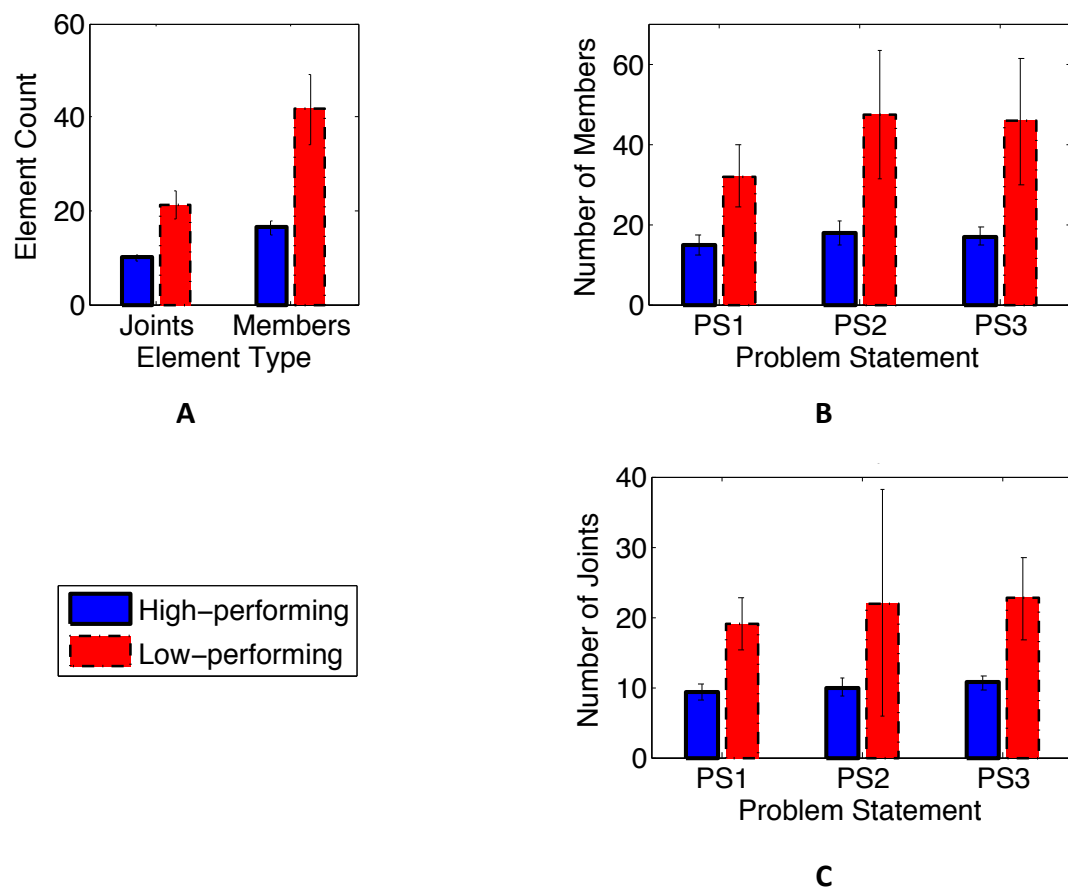 60
40
20
0
Element Count
Joints Members
Element Type
A
60
40
20
0
Number of Members
PS1 PS2 PS3
Problem Statement
B
High-performing
Low-performing
40
30
20
10
0
Number of Joints
PS1 PS2 PS3
Problem Statement
C